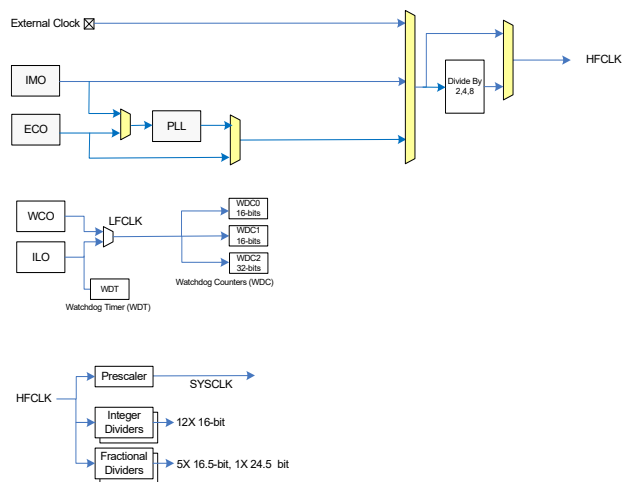 External Clock
IMO
ECO
PLL
Divide By
2,4,8
HFCLK
WCO
ILO
LFCLK
WDC0
16-bits
WDC1
16-bits
WDC2
32-bits
Watchdog Counters (WDC)
WDT
Watchdog Timer (WDT)
HFCLK
Prescaler
SYSCLK
Integer
Dividers
12X 16-bit
Fractional
Dividers
5X 16.5-bit, 1X 24.5 bit